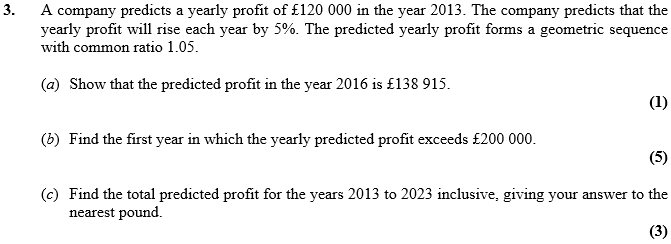 3. A company predicts a yearly profit of £120 000 in the year 2013. The company predicts that the
yearly profit will rise each year by 5%. The predicted yearly profit forms a geometric sequence
with common ratio 1.05.
(a) Show that the predicted profit in the year 2016 is £138 915.
(1)
(b) Find the first year in which the yearly predicted profit exceeds £200 000.
(5)
(c) Find the total predicted profit for the years 2013 to 2023 inclusive, giving your answer to the
nearest pound.
(3)